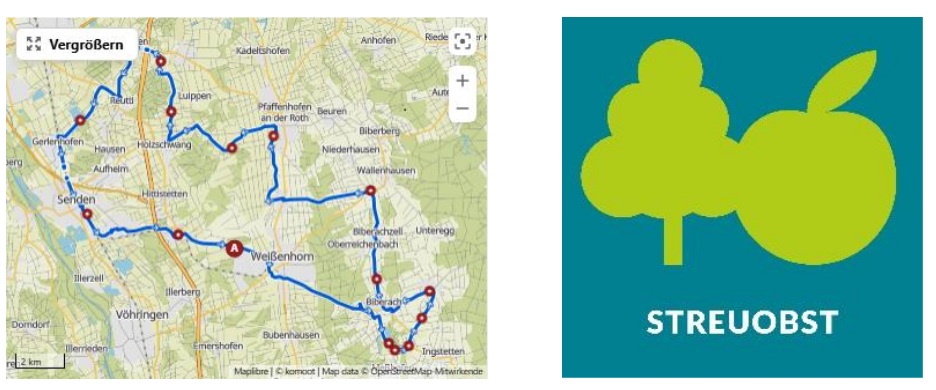 Vergrößern
Anhofen
Kadeltshofen
Reutti
Luippen
Pfaffenhofen
an der Roth
Beuren
Gerlenhofen
Hausen
Holzschwang
Biberberg
Niederhausen
Aufheim
Wallenhausen
Senden
Hittistetten
Biberachzell
Unteregg
Oberreichenbach
A
Weißenhorn
Illerzell
Illerberg
Biberach
Vöhringen
Dorndorf
Bubenhausen
Illerrieden
Emershofen
Ingstetten
2 km
Maplibre | © komoot | Map data © OpenStreetMap-Mitwirkende
STREUOBST